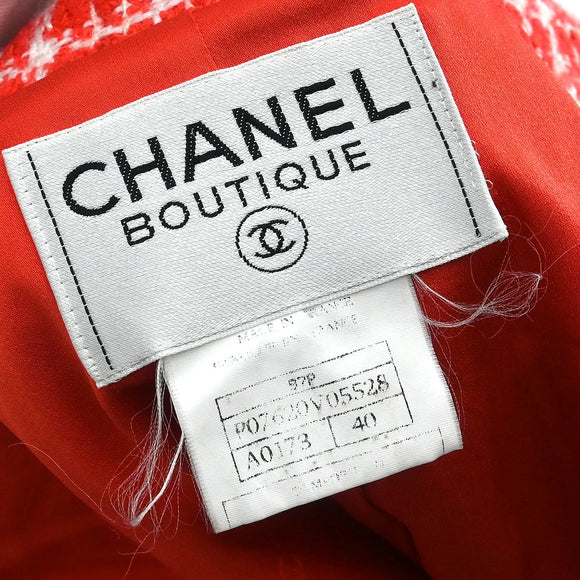 CHANEL
BOUTIQUE
MADE IN FRANCE
97P
P07620V05528
A0173 40